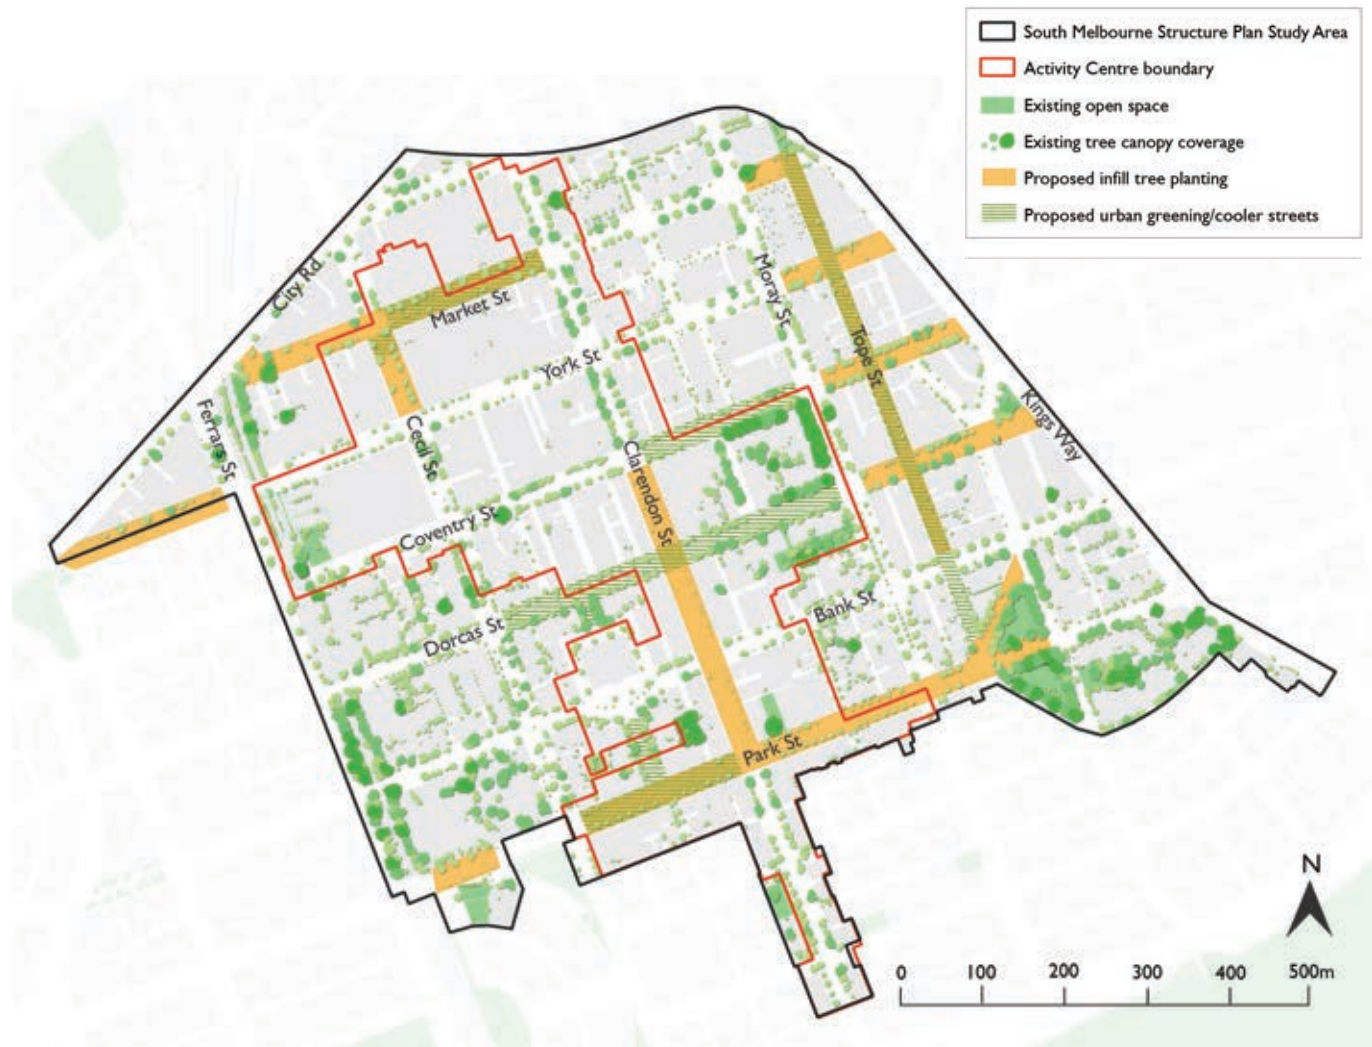 South Melbourne Structure Plan Study Area
Activity Centre boundary
Existing open space
Existing tree canopy coverage
Proposed infill tree planting
Proposed urban greening/cooler streets
City Rd
Market St
Moray St
York St
Tope St
Ferrars St
Cecil St
Kings Way
Clarendon St
Coventry St
Dorcas St
Bank St
Park St
N
0 100 200 300 400 500m